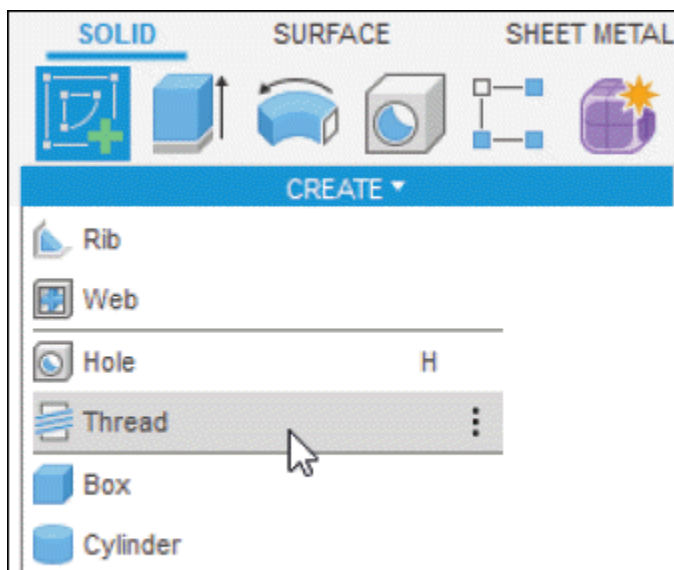 SOLID SURFACE SHEET METAL
CREATE
Rib
Web
Hole H
Thread
Box
Cylinder